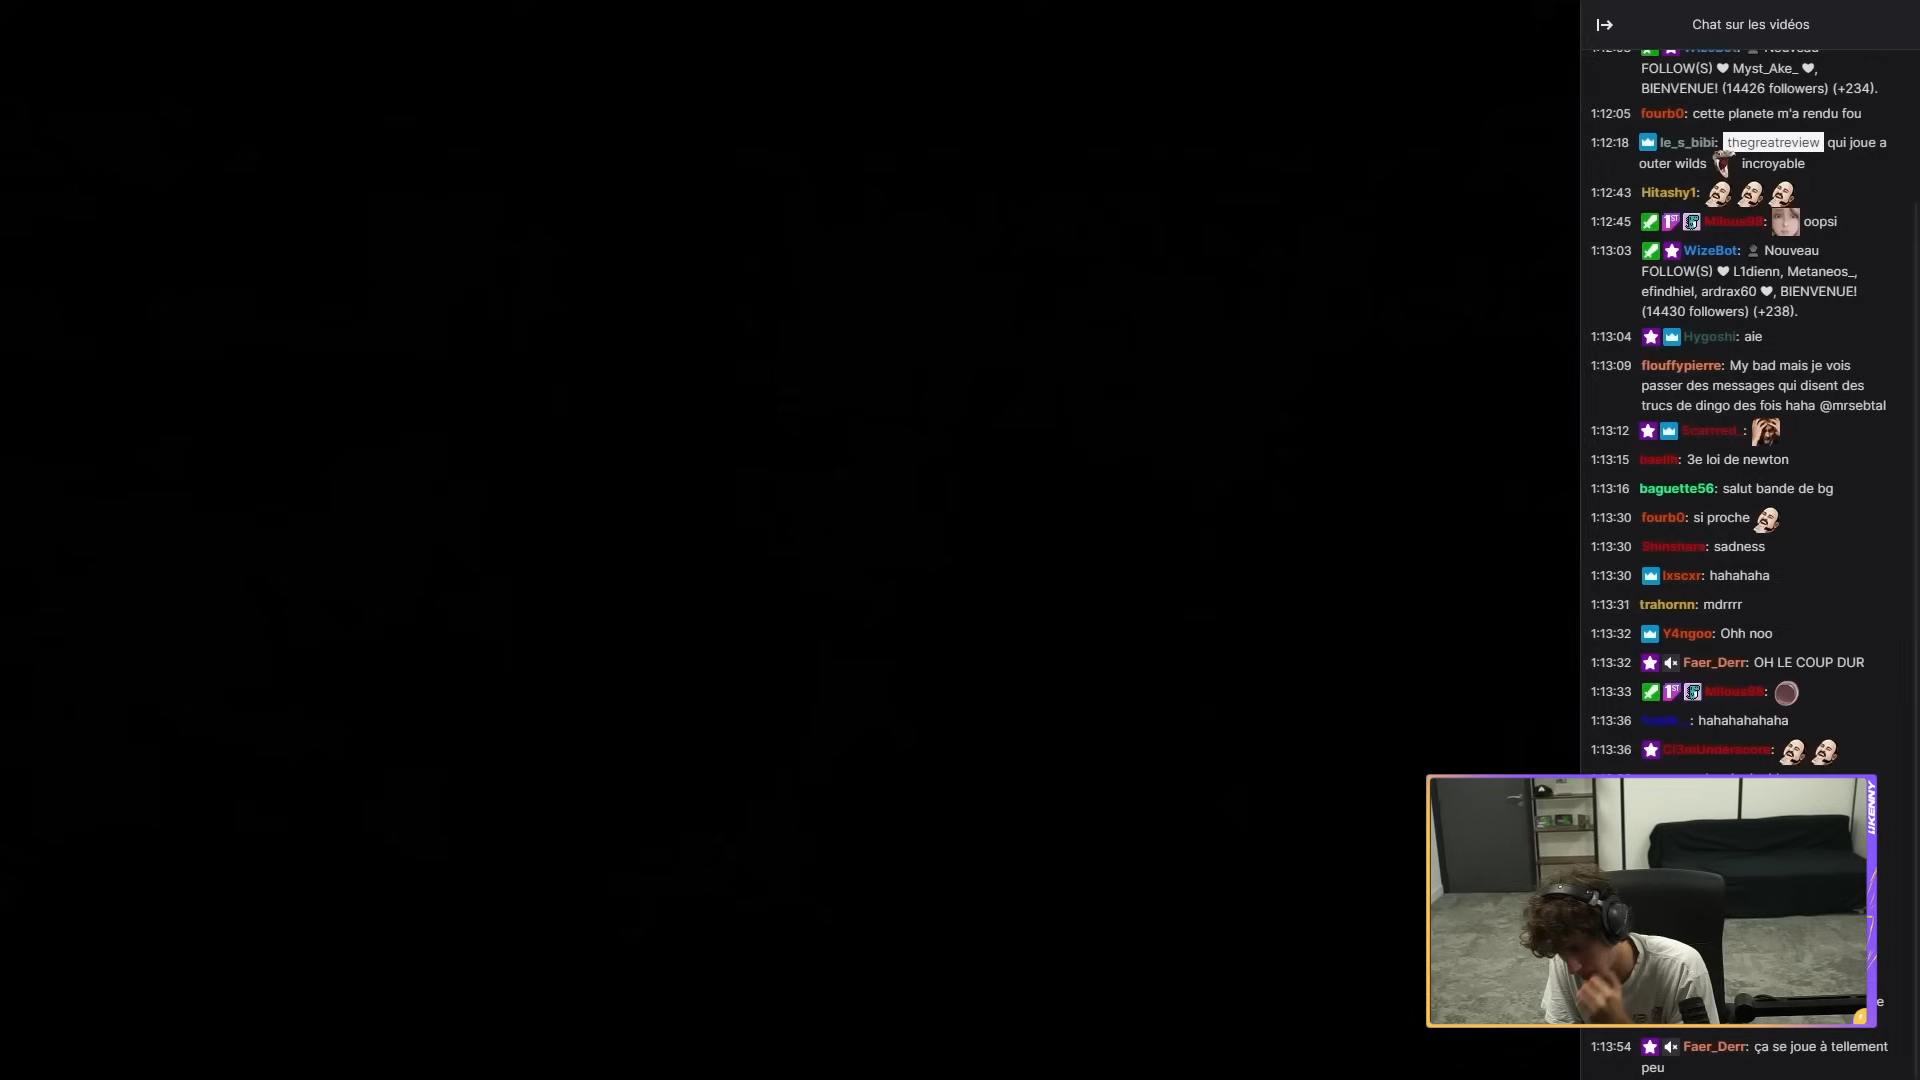 Chat sur les vidéos
FOLLOW(S) ♥ Myst_Ake_ ♥,
BIENVENUE! (14426 followers) (+234).
1:12:05 fourb0: cette planete m'a rendu fou
1:12:18 le_s_bibi: thegreatreview qui joue a
outer wilds incroyable
1:12:43 Hitashy1:
1:12:45 1ST Milous98: oopsi
1:13:03 WizeBot: Nouveau
FOLLOW(S) ♥ L1dienn, Metaneos_,
efindhiel, ardrax60 ♥, BIENVENUE!
(14430 followers) (+238).
1:13:04 Hygoshi: aie
1:13:09 flouffypierre: My bad mais je vois
passer des messages qui disent des
trucs de dingo des fois haha @mrsebtal
1:13:12
1:13:15 3e loi de newton
1:13:16 baguette56: salut bande de bg
1:13:30 fourb0: si proche
1:13:30 Shinshara: sadness
1:13:30 lxscxr: hahahaha
1:13:31 trahornn: mdrrrr
1:13:32 Y4ngoo: Ohh noo
1:13:32 Faer_Derr: OH LE COUP DUR
1:13:33 1ST Milous98:
1:13:36 : hahahahahaha
1:13:36 Cl3mUnderscore:
UKENNY
e
1:13:54 Faer_Derr: ça se joue à tellement
peu